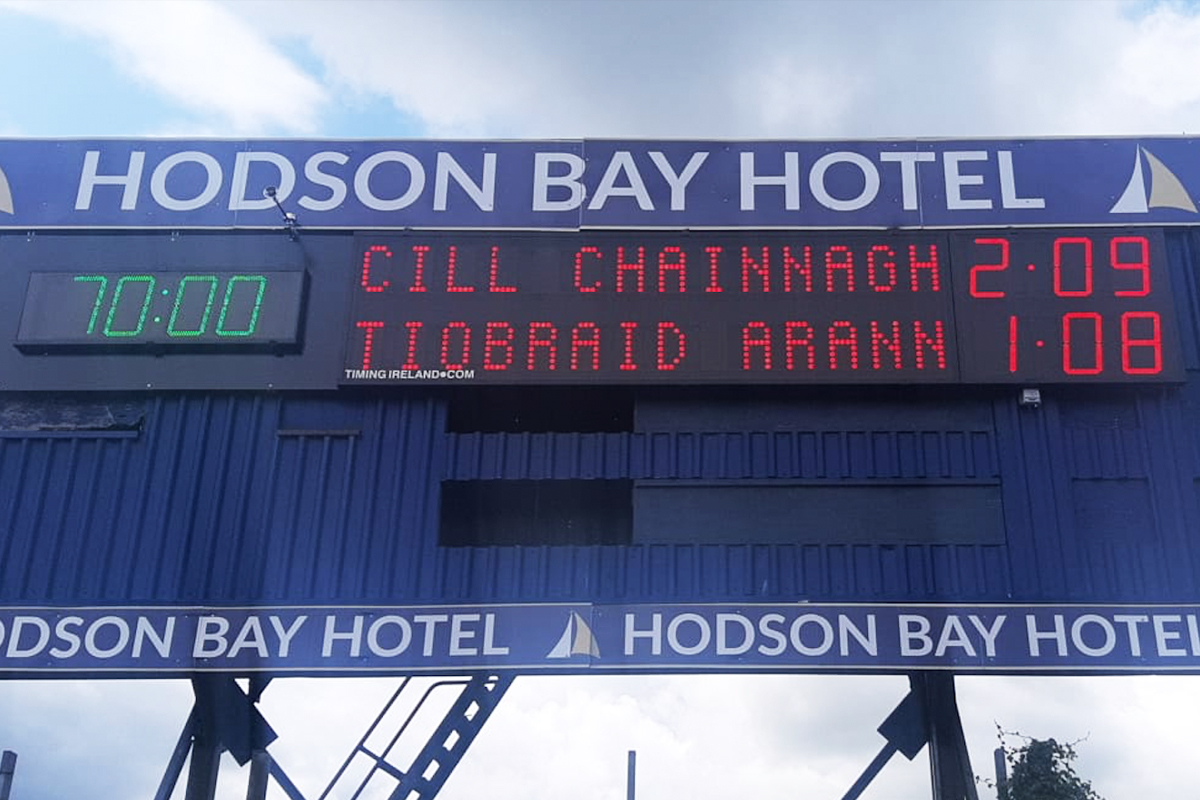 HODSON BAY HOTEL
70:00
CILL CHAINNAGH 2·09
TIOBRAID ARANN 1·08
TIMING IRELAND●COM
ODSON BAY HOTEL HODSON BAY HOTEL